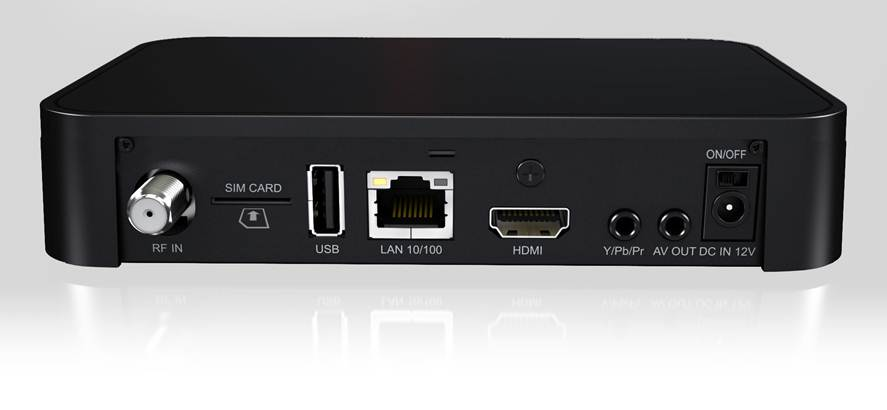 ON/OFF
SIM CARD
RF IN
USB
LAN 10/100
HDMI
Y/Pb/Pr
AV OUT
DC IN 12V